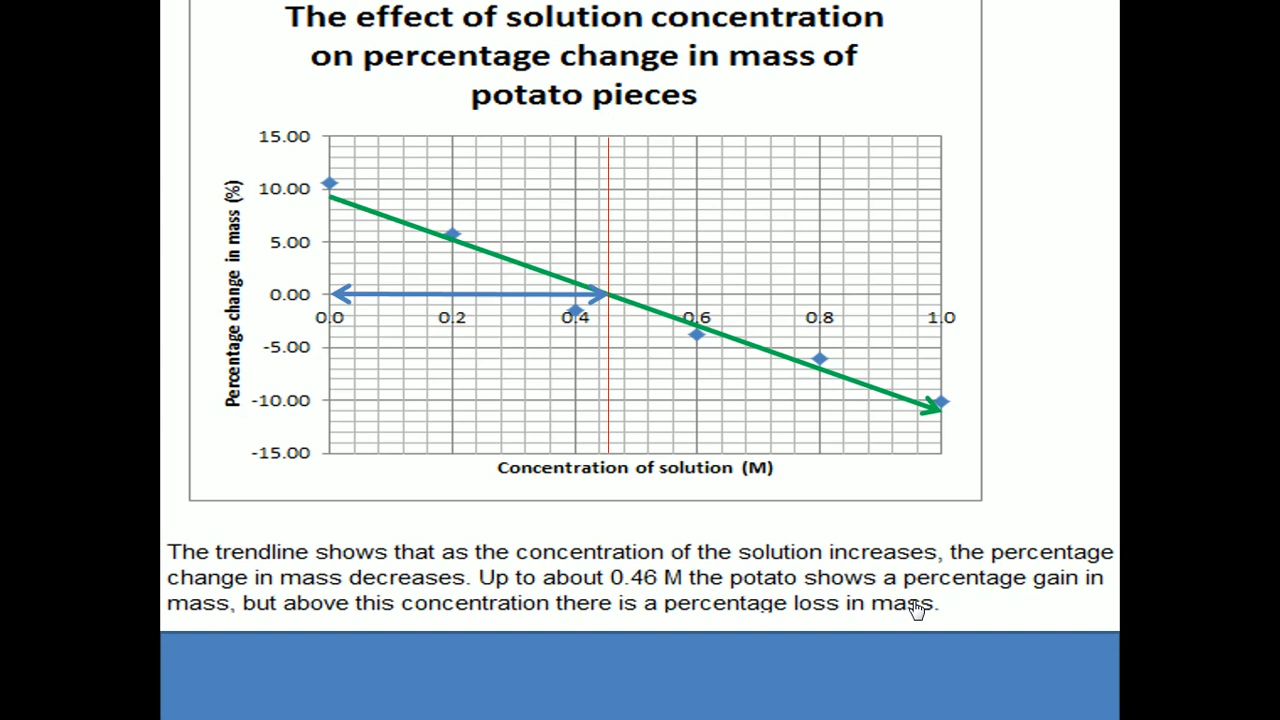 The effect of solution concentration
on percentage change in mass of
potato pieces
15.00
10.00
5.00
0.00
-5.00
-10.00
-15.00
Percentage change in mass (%)
0.0 0.2 0.4 0.6 0.8 1.0
Concentration of solution (M)
The trendline shows that as the concentration of the solution increases, the percentage
change in mass decreases. Up to about 0.46 M the potato shows a percentage gain in
mass, but above this concentration there is a percentage loss in mass.